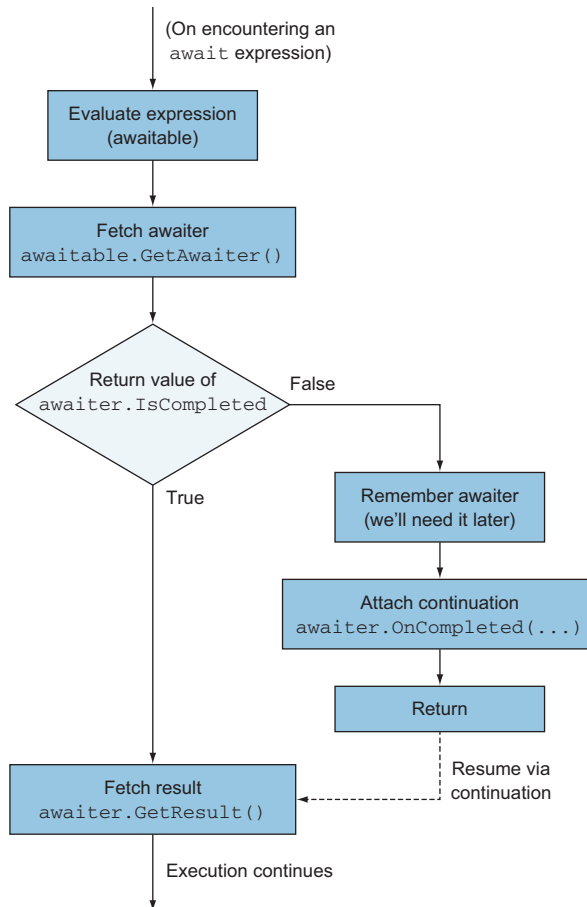 (On encountering an
await expression)
Evaluate expression
(awaitable)
Fetch awaiter
awaitable.GetAwaiter()
Return value of
awaiter.IsCompleted
False
True
Remember awaiter
(we'll need it later)
Attach continuation
awaiter.OnCompleted(...)
Return
Resume via
continuation
Fetch result
awaiter.GetResult()
Execution continues